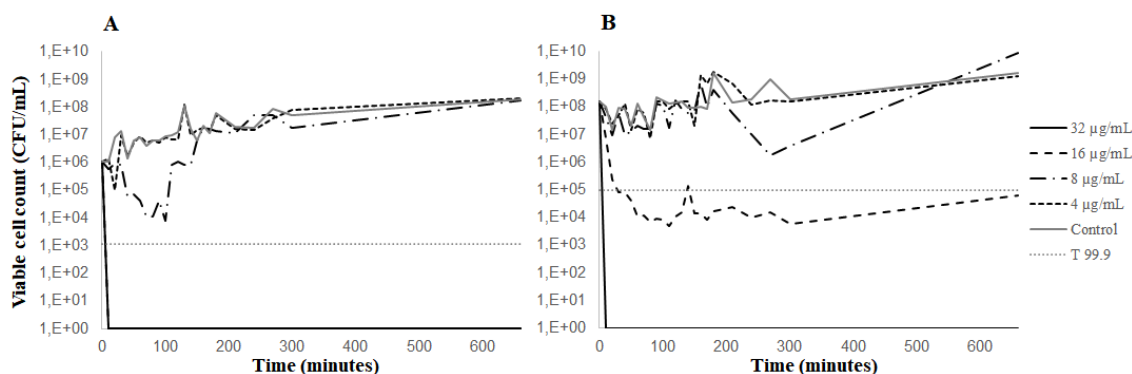 A
B
Viable cell count (CFU/mL)
1,E+10
1,E+09
1,E+08
1,E+07
1,E+06
1,E+05
1,E+04
1,E+03
1,E+02
1,E+01
1,E+00
0 100 200 300 400 500 600
Time (minutes)
1,E+10
1,E+09
1,E+08
1,E+07
1,E+06
1,E+05
1,E+04
1,E+03
1,E+02
1,E+01
1,E+00
0 100 200 300 400 500 600
Time (minutes)
32 µg/mL
16 µg/mL
8 µg/mL
4 µg/mL
Control
T 99.9